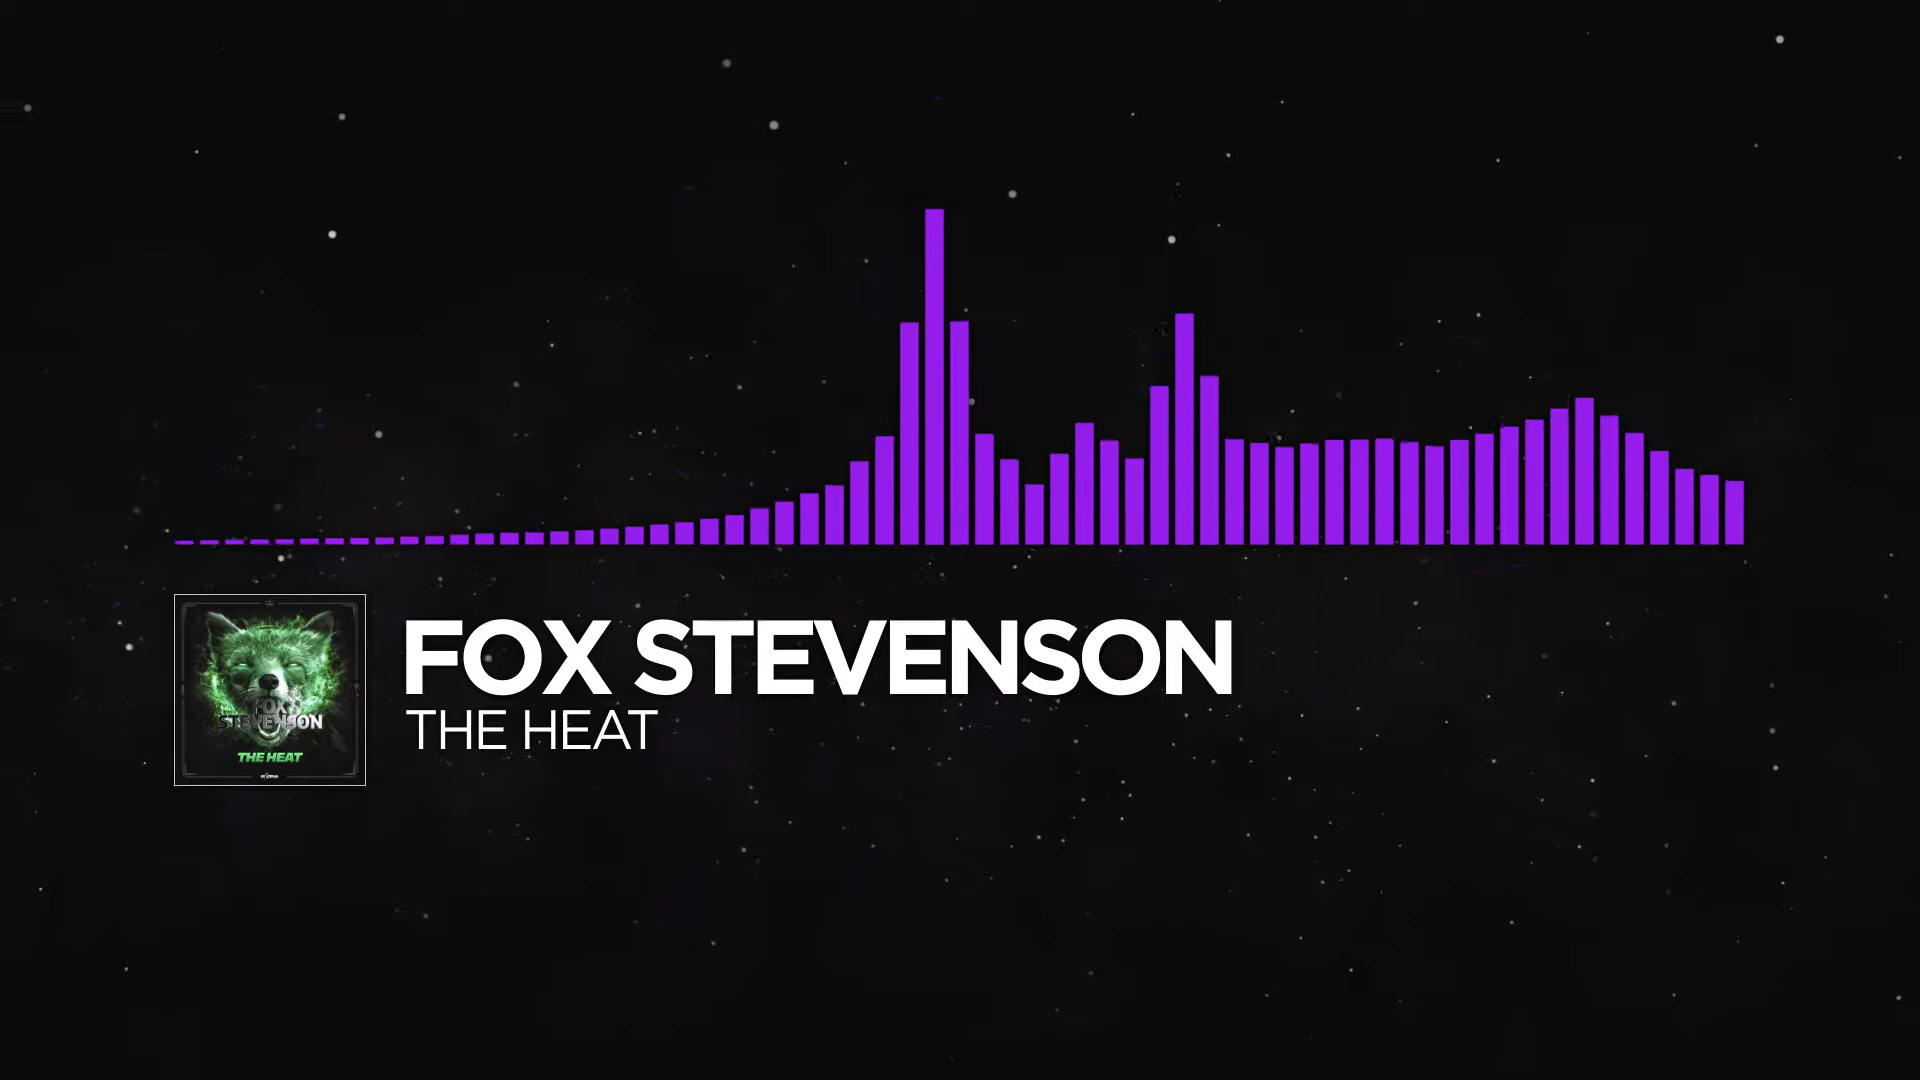 FOX STEVENSON
THE HEAT
FOX
STEVENSON
THE HEAT